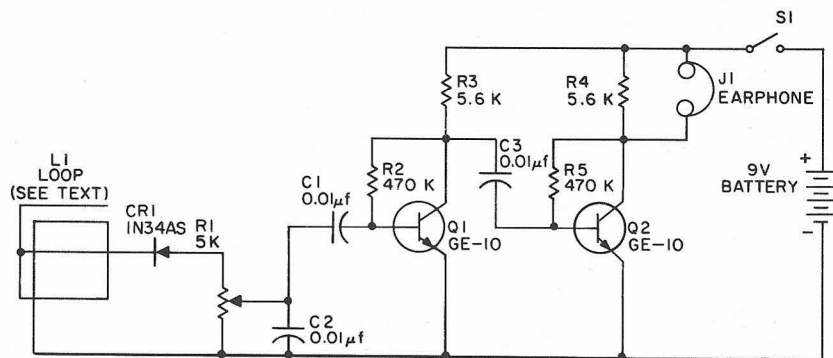 S1
R3
5.6 K
R4
5.6 K
J1
EARPHONE
L1
LOOP
(SEE TEXT)
CR1
1N34AS
R1
5K
C1
0.01µf
R2
470 K
C3
0.01µf
R5
470 K
9V
BATTERY
+
-
Q1
GE-10
Q2
GE-10
C2
0.01µf